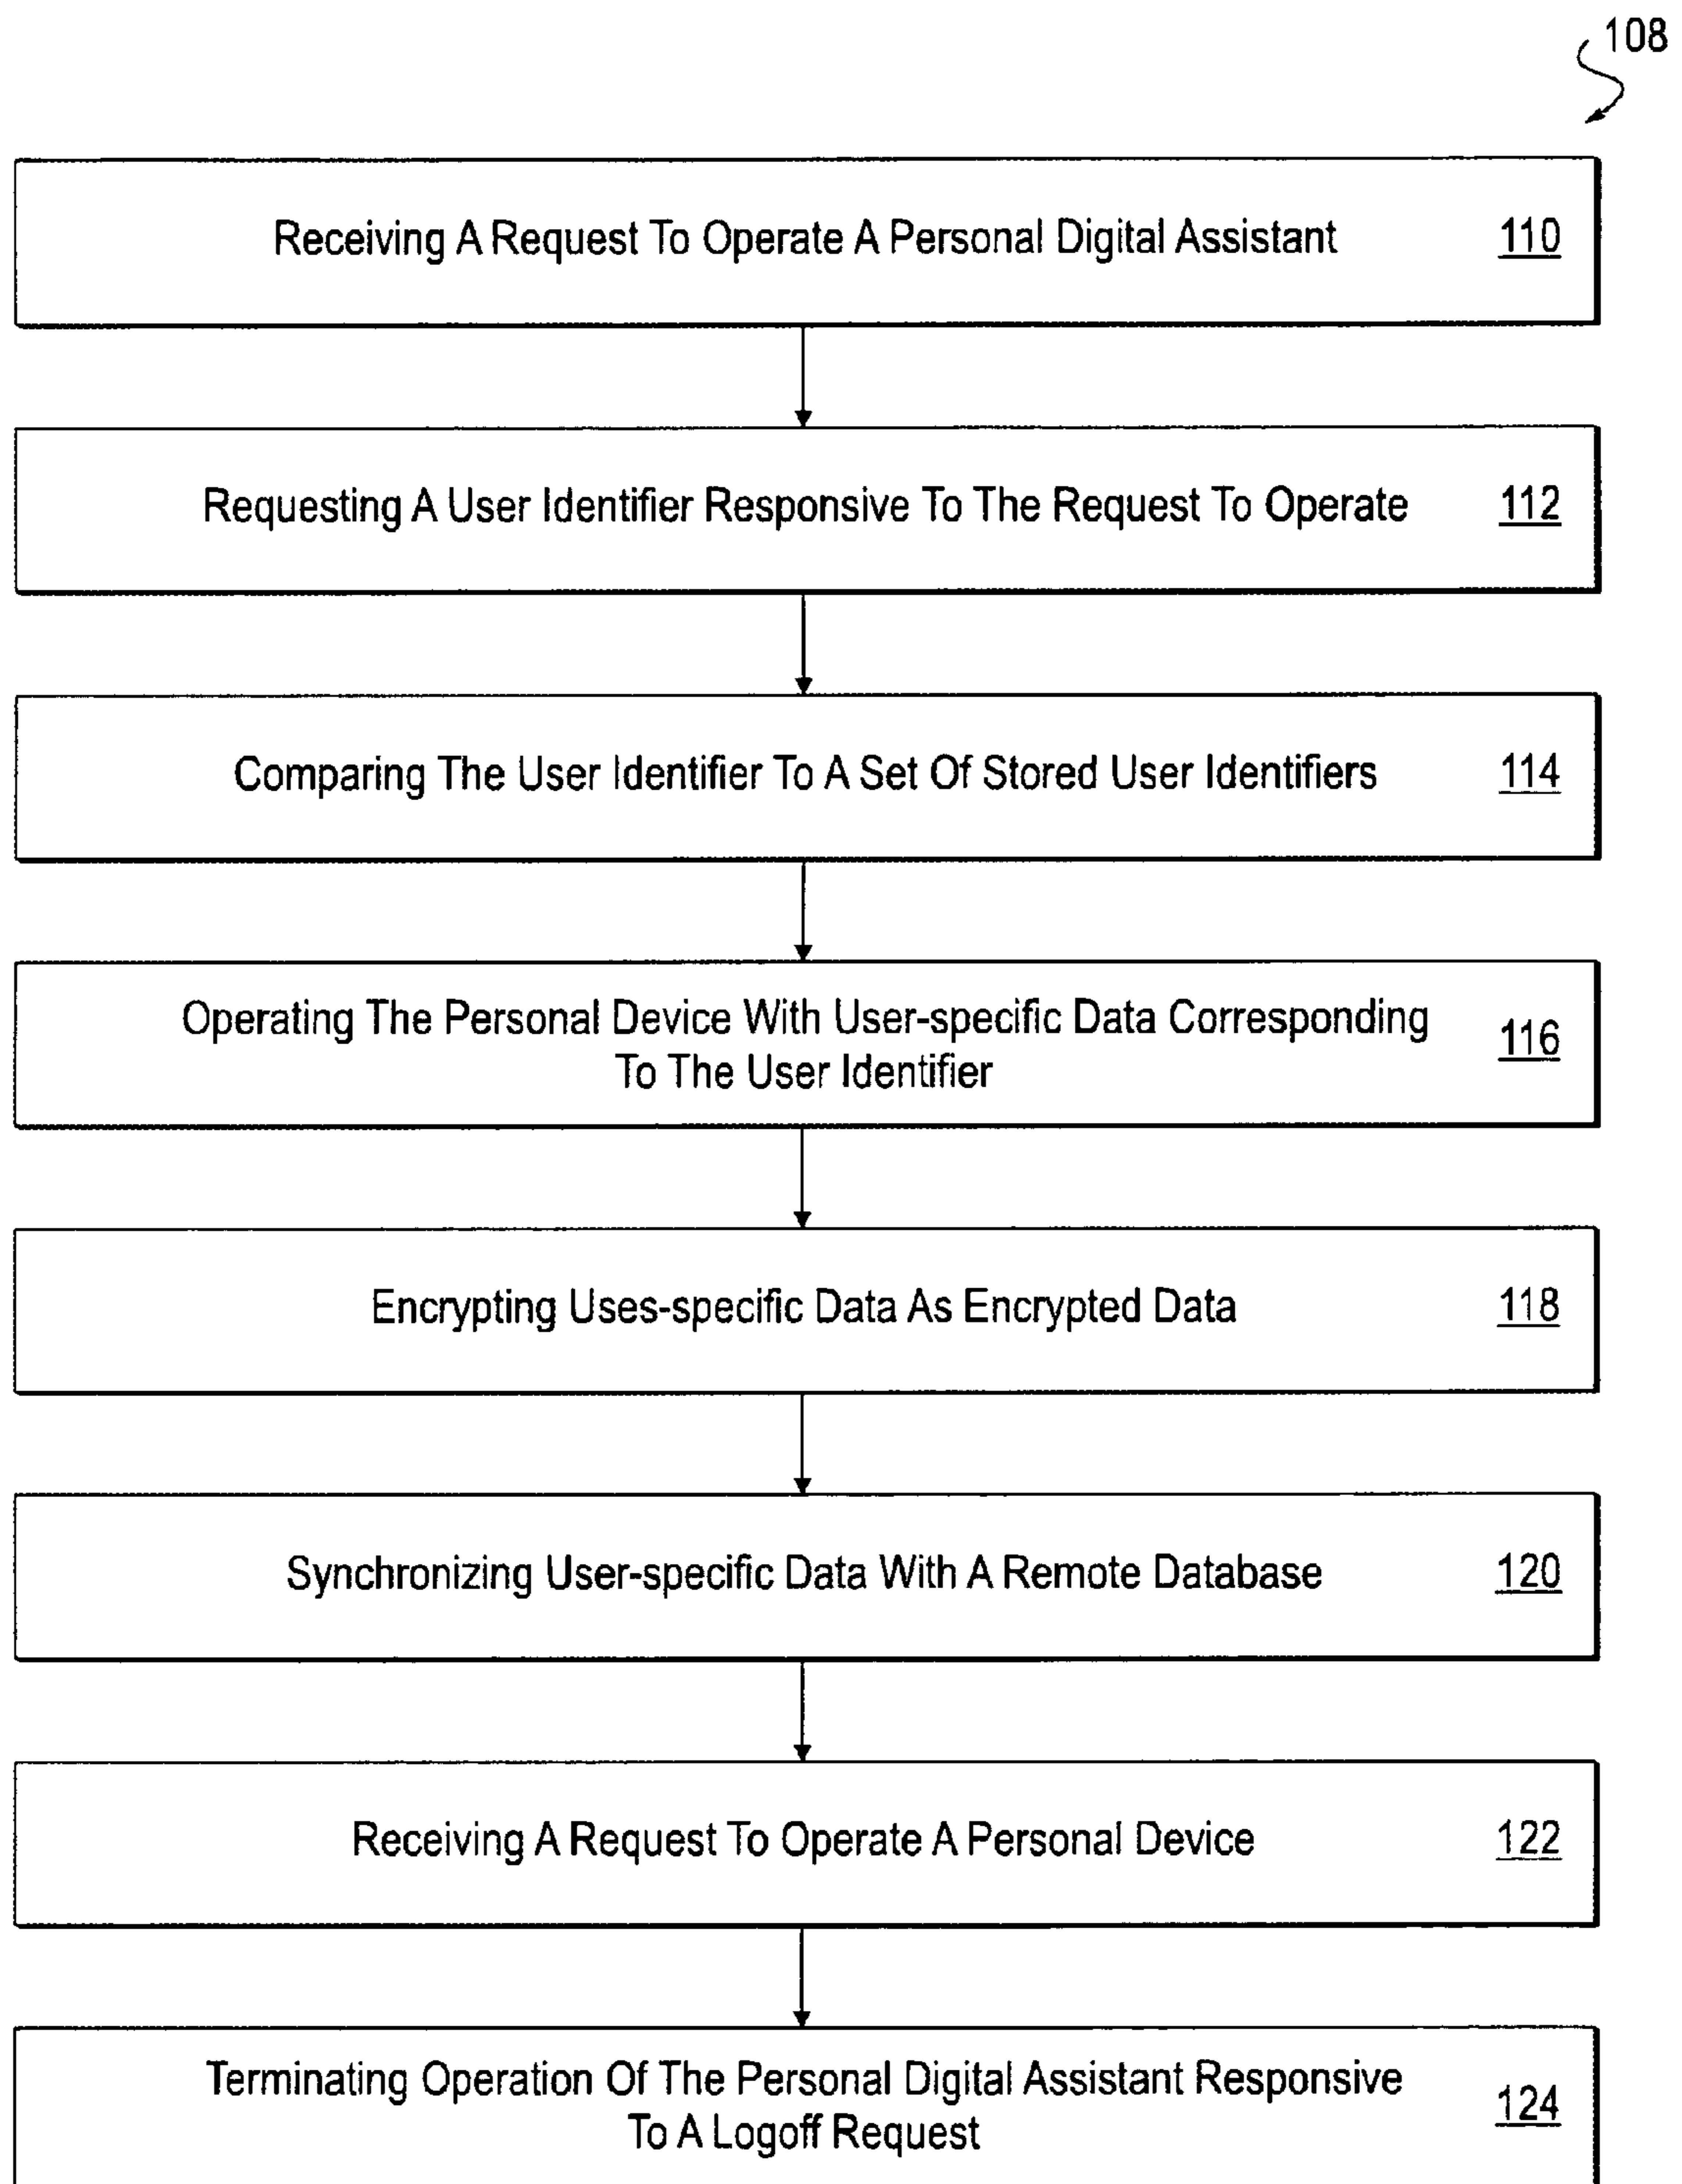 108
Receiving A Request To Operate A Personal Digital Assistant 110
Requesting A User Identifier Responsive To The Request To Operate 112
Comparing The User Identifier To A Set Of Stored User Identifiers 114
Operating The Personal Device With User-specific Data Corresponding
To The User Identifier
116
Encrypting Uses-specific Data As Encrypted Data 118
Synchronizing User-specific Data With A Remote Database 120
Receiving A Request To Operate A Personal Device 122
Terminating Operation Of The Personal Digital Assistant Responsive
To A Logoff Request
124